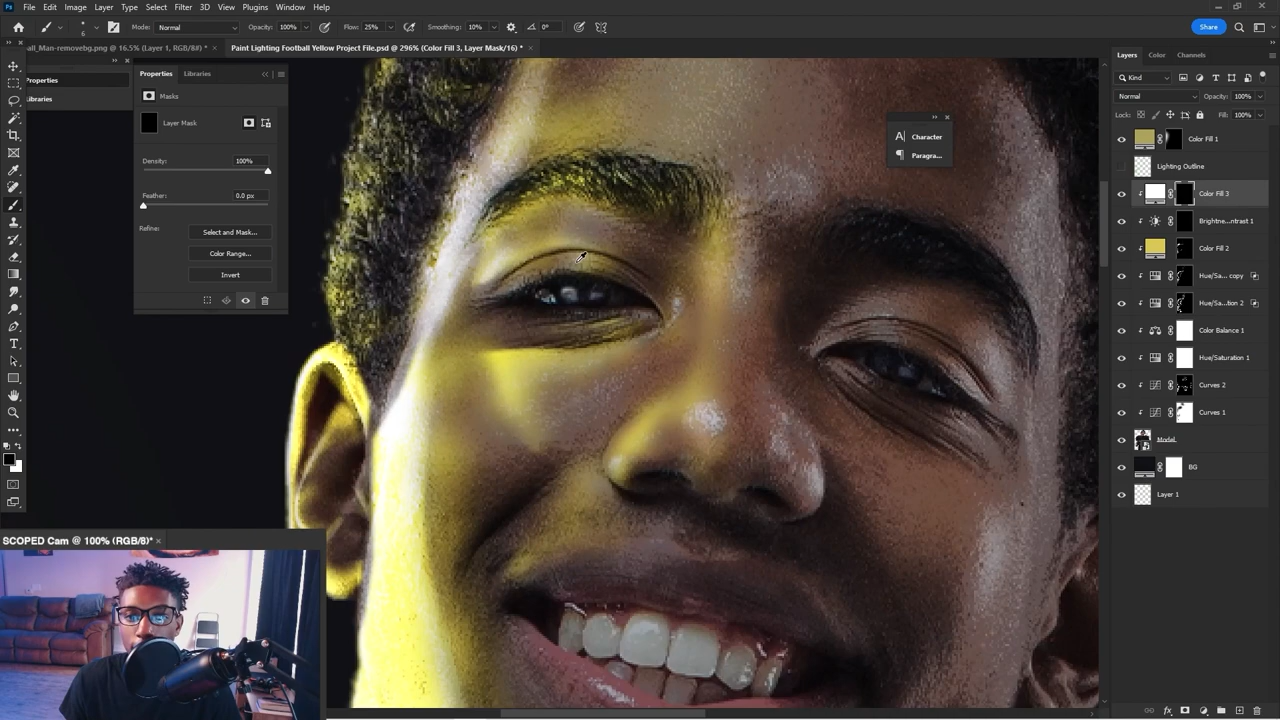 Ps File Edit Image Layer Type Select Filter 3D View Plugins Window Help
6 Mode: Normal Opacity: 100% Flow: 25% Smoothing: 10% 0° Share
all_Man-removebg.png @ 16.5% (Layer 1, RGB/8#) * × Paint Lighting Football Yellow Project File.psd @ 296% (Color Fill 3, Layer Mask/16) * ×
Properties
Libraries
Properties Libraries
Masks
Layer Mask
Density: 100%
Feather: 0.0 px
Refine: Select and Mask...
Color Range...
Invert
Character
Paragra...
Layers Color Channels
Kind
Normal Opacity: 100%
Lock: Fill: 100%
Color Fill 1
Lighting Outline
Color Fill 3
Brightne...ntrast 1
Color Fill 2
Hue/Sa... copy
Hue/Sa...tion 2
Color Balance 1
Hue/Saturation 1
Curves 2
Curves 1
Model
BG
Layer 1
SCOPED Cam @ 100% (RGB/8)* ×